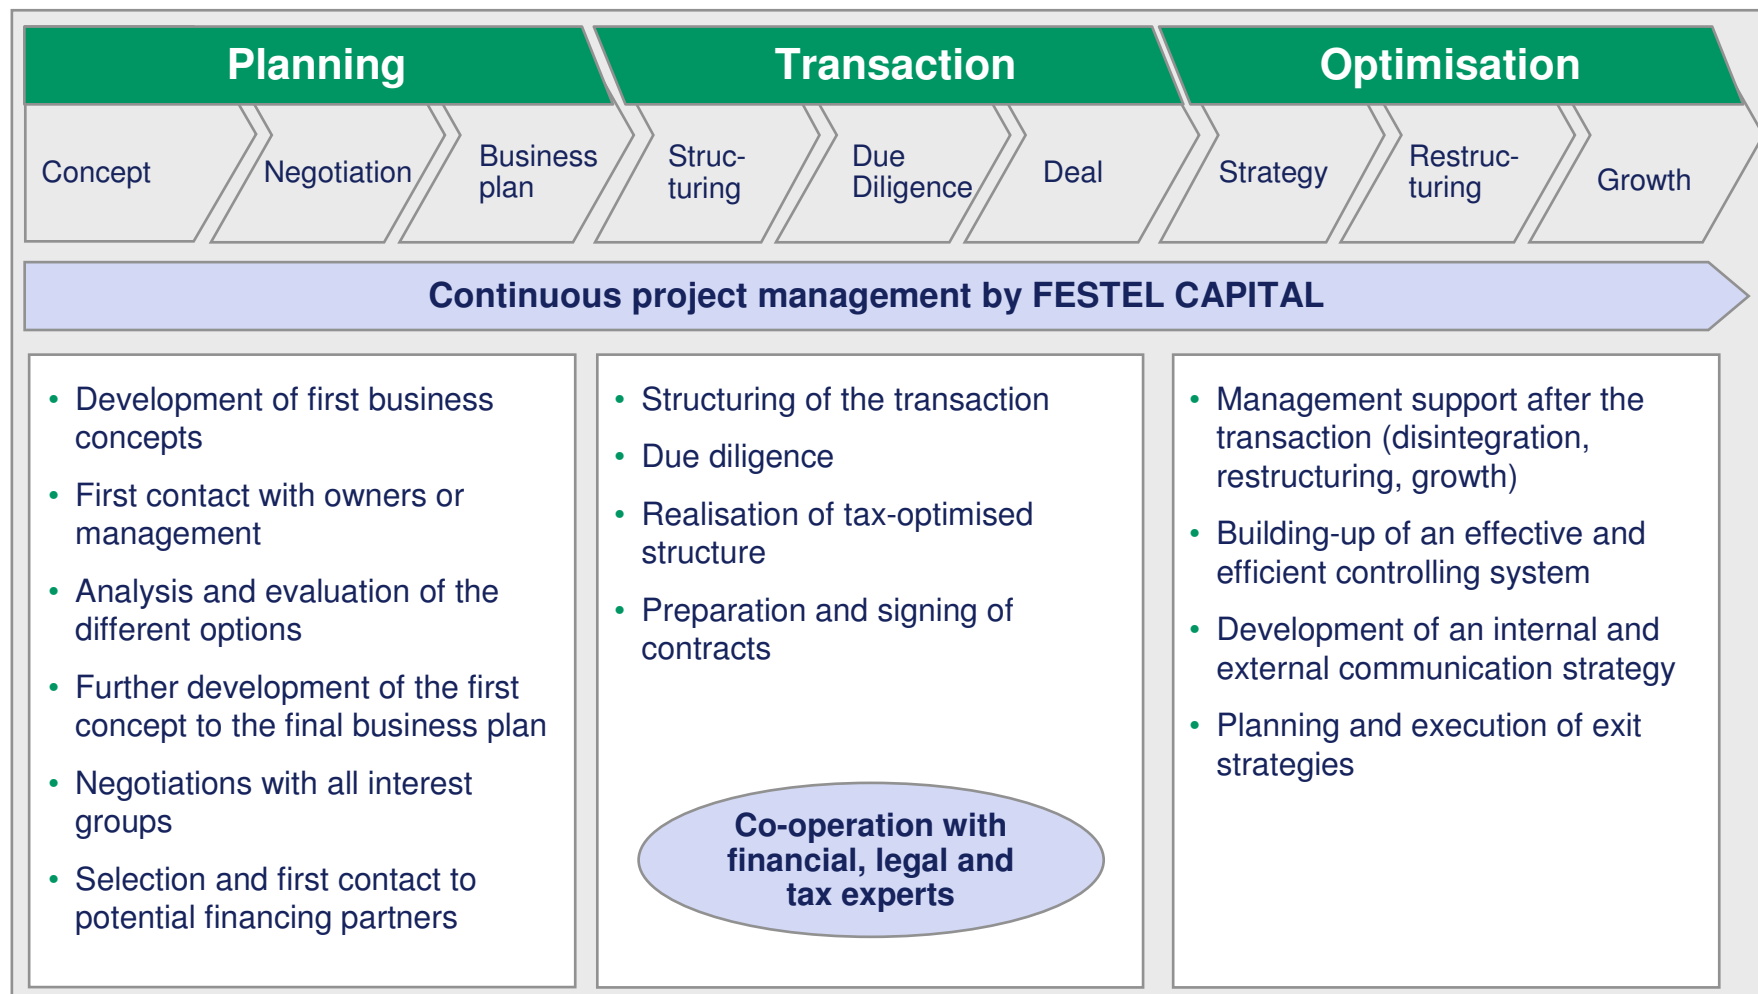 Planning
Transaction
Optimisation
Concept
Negotiation
Business
plan
Struc-
turing
Due
Diligence
Deal
Strategy
Restruc-
turing
Growth
Continuous project management by FESTEL CAPITAL
• Development of first business
concepts
• First contact with owners or
management
• Analysis and evaluation of the
different options
• Further development of the first
concept to the final business plan
• Negotiations with all interest
groups
• Selection and first contact to
potential financing partners
• Structuring of the transaction
• Due diligence
• Realisation of tax-optimised
structure
• Preparation and signing of
contracts
Co-operation with
financial, legal and
tax experts
• Management support after the
transaction (disintegration,
restructuring, growth)
• Building-up of an effective and
efficient controlling system
• Development of an internal and
external communication strategy
• Planning and execution of exit
strategies